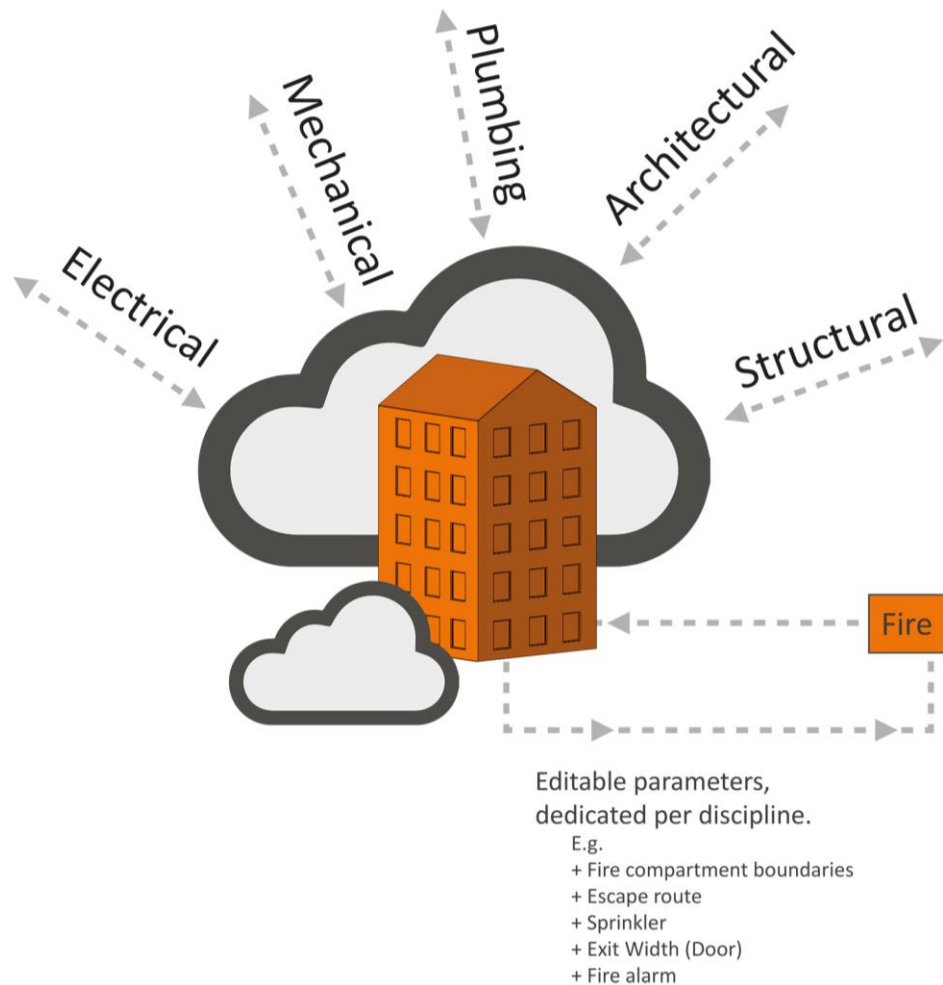 Electrical
Mechanical
Plumbing
Architectural
Structural
Fire
Editable parameters,
dedicated per discipline.
E.g.
+ Fire compartment boundaries
+ Escape route
+ Sprinkler
+ Exit Width (Door)
+ Fire alarm